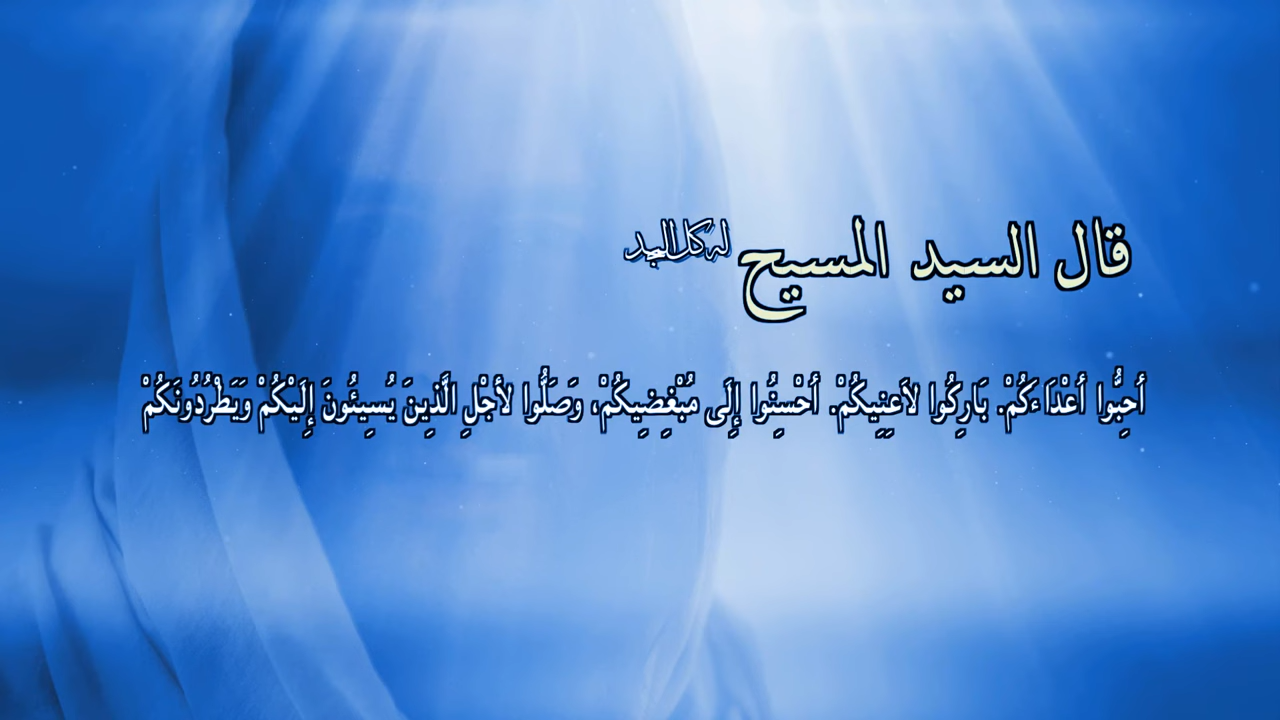 قال السيد المسيح له كل المجد
أَحِبُّوا أَعْدَاءَكُمْ. بَارِكُوا لاَعِنِيكُمْ. أَحْسِنُوا إِلَى مُبْغِضِيكُمْ، وَصَلُّوا لأَجْلِ الَّذِينَ يُسِيئُونَ إِلَيْكُمْ وَيَطْرُدُونَكُمْ